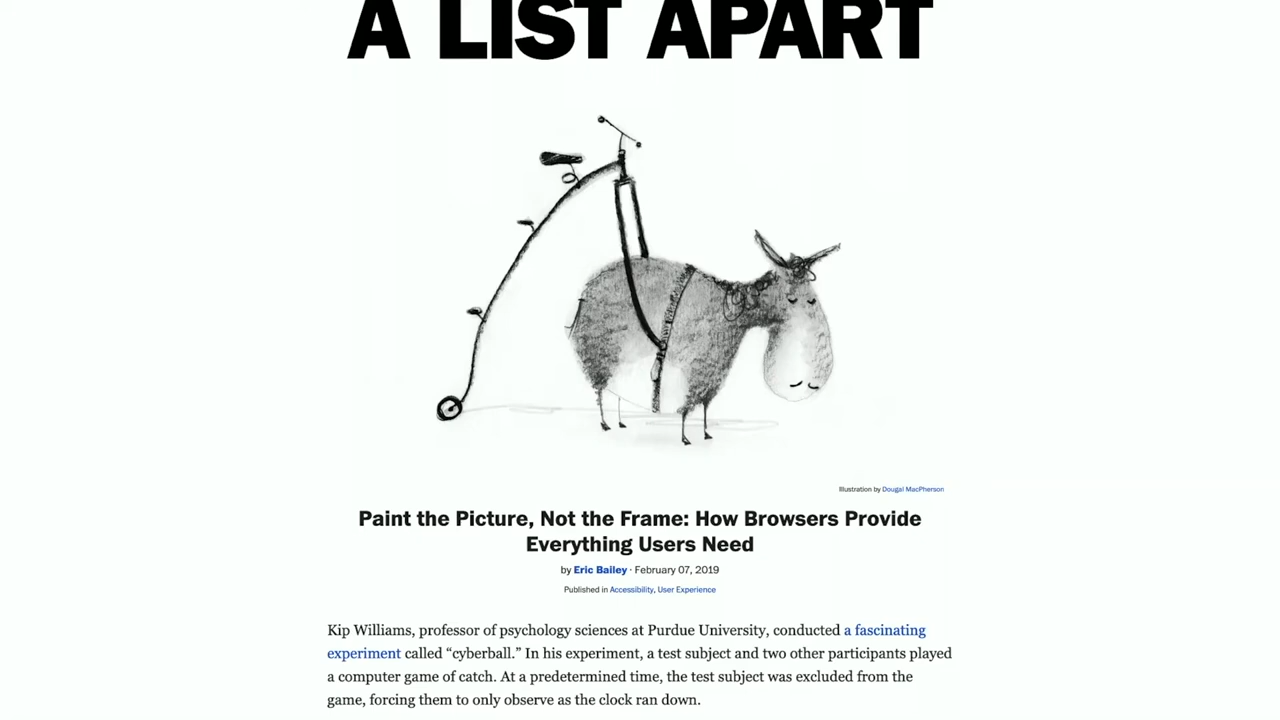 A LIST APART
Illustration by Dougal MacPherson
Paint the Picture, Not the Frame: How Browsers Provide
Everything Users Need
by Eric Bailey · February 07, 2019
Published in Accessibility, User Experience
Kip Williams, professor of psychology sciences at Purdue University, conducted a fascinating
experiment called “cyberball.” In his experiment, a test subject and two other participants played
a computer game of catch. At a predetermined time, the test subject was excluded from the
game, forcing them to only observe as the clock ran down.